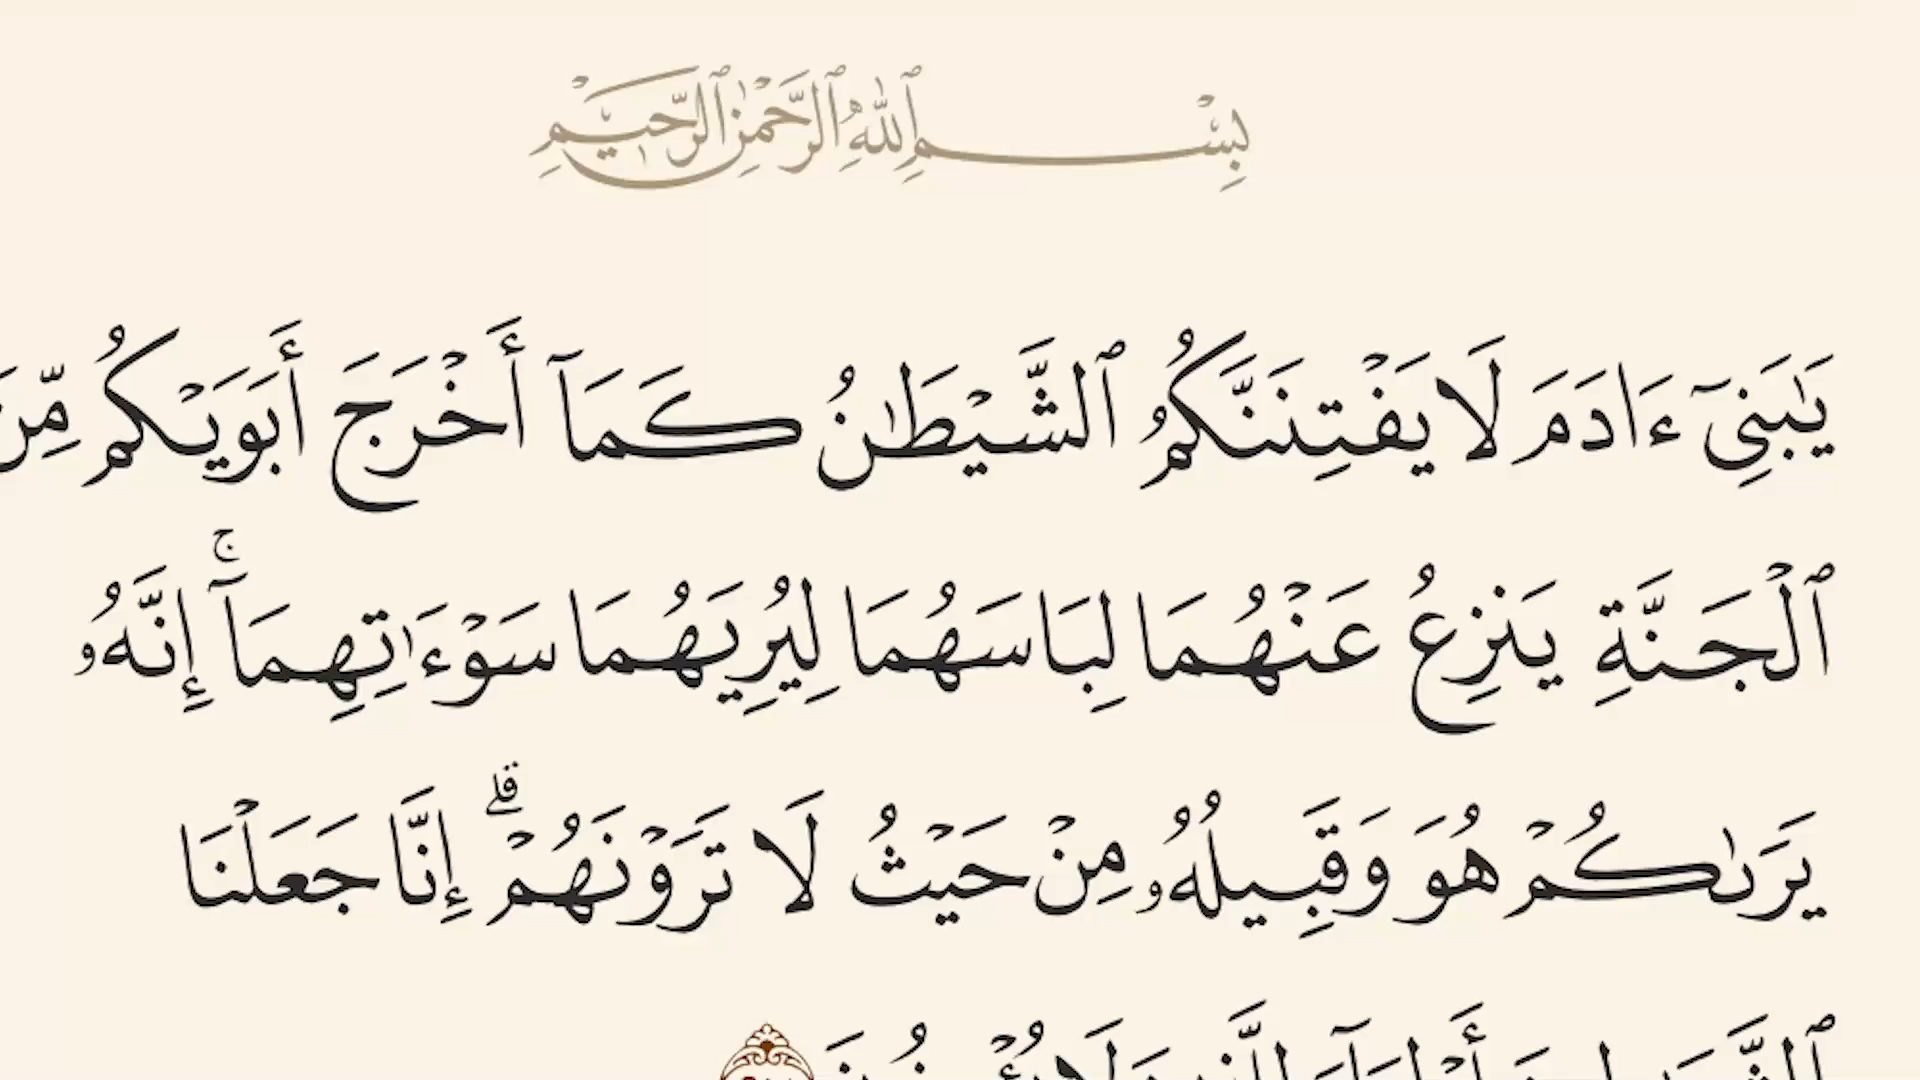 بِسْمِ ٱللَّهِ ٱلرَّحْمَٰنِ ٱلرَّحِيمِ
يَٰبَنِىٓ ءَادَمَ لَا يَفْتِنَنَّكُمُ ٱلشَّيْطَٰنُ كَمَآ أَخْرَجَ أَبَوَيْكُم مِّنَ
ٱلْجَنَّةِ يَنزِعُ عَنْهُمَا لِبَاسَهُمَا لِيُرِيَهُمَا سَوْءَٰتِهِمَآ ۚ إِنَّهُۥ
يَرَىٰكُمْ هُوَ وَقَبِيلُهُۥ مِنْ حَيْثُ لَا تَرَوْنَهُمْ ۗ إِنَّا جَعَلْنَا